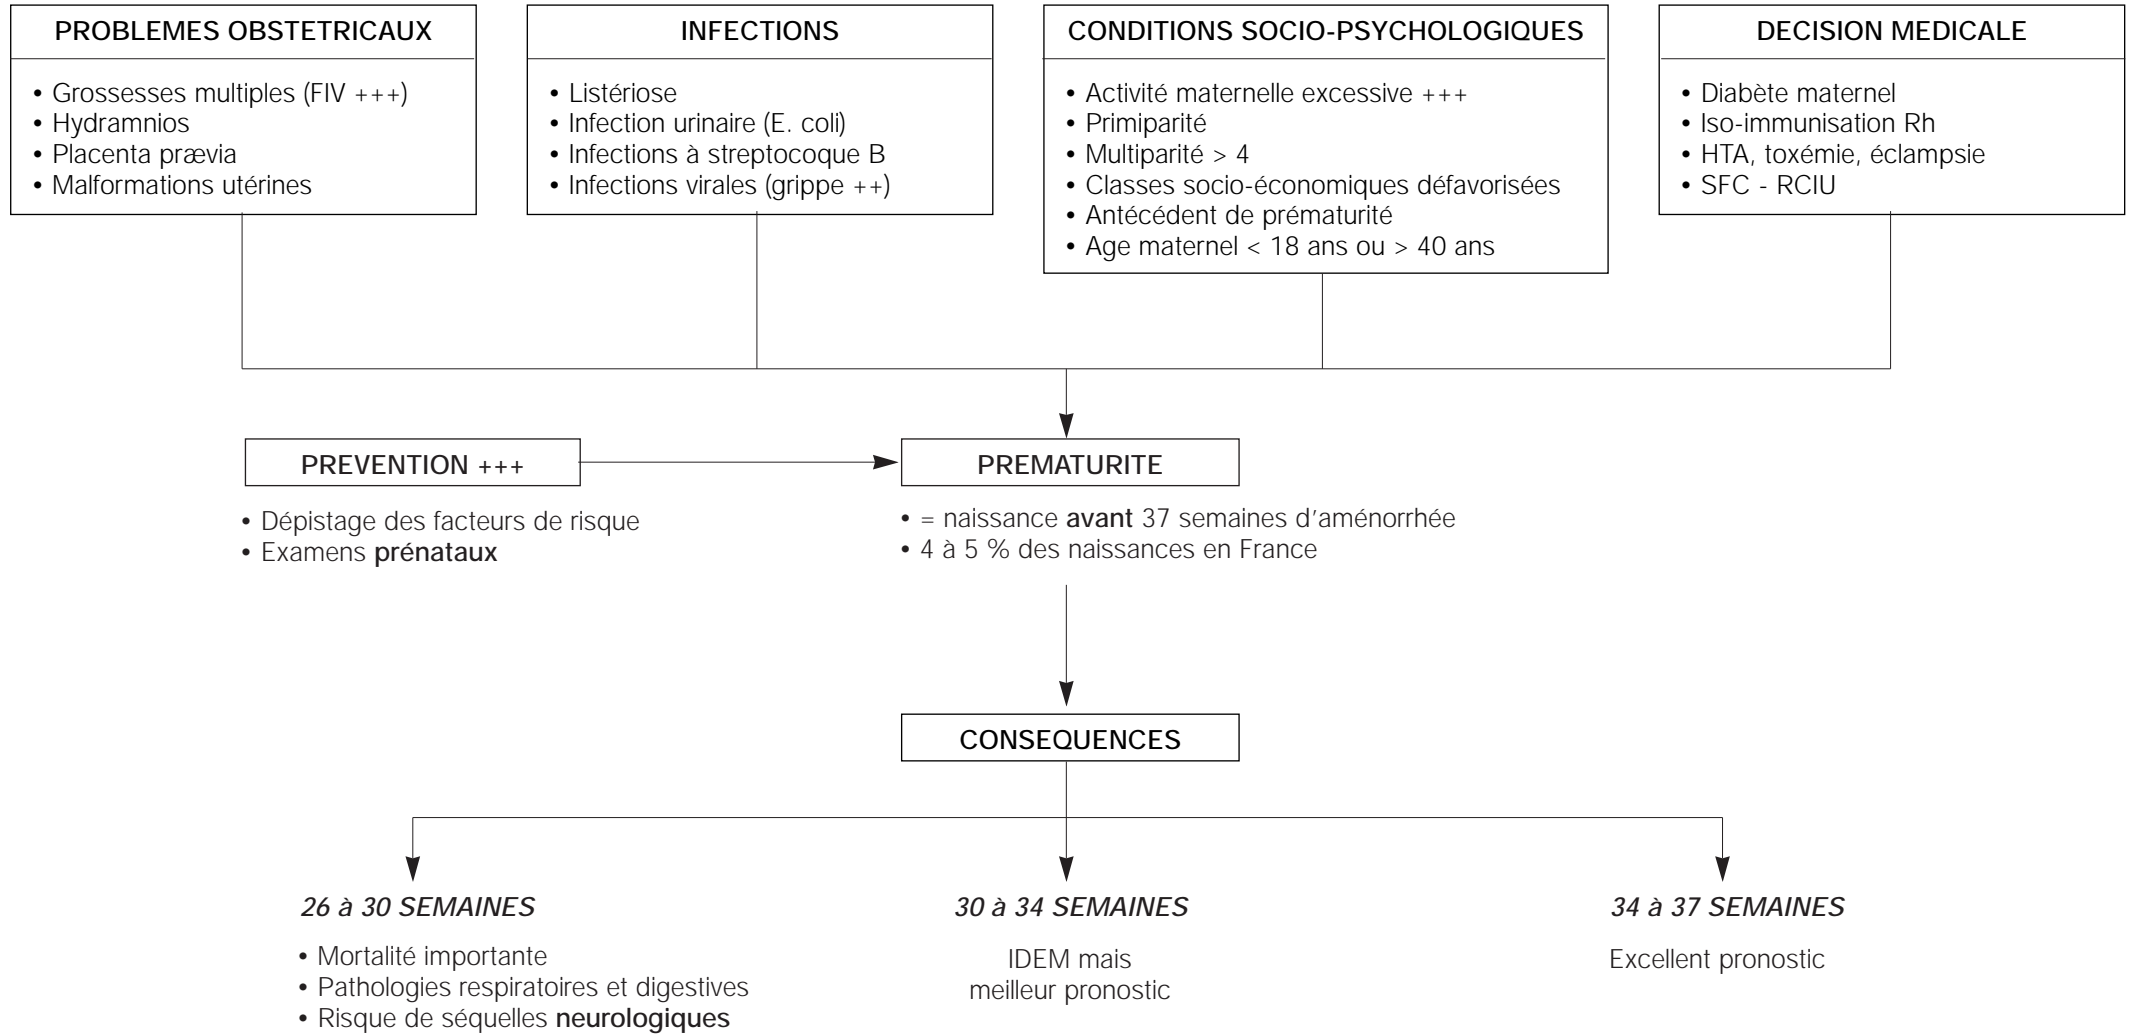 PROBLEMES OBSTETRICAUX
• Grossesses multiples (FIV +++)
• Hydramnios
• Placenta prævia
• Malformations utérines
INFECTIONS
• Listériose
• Infection urinaire (E. coli)
• Infections à streptocoque B
• Infections virales (grippe ++)
CONDITIONS SOCIO-PSYCHOLOGIQUES
• Activité maternelle excessive +++
• Primiparité
• Multiparité > 4
• Classes socio-économiques défavorisées
• Antécédent de prématurité
• Age maternel < 18 ans ou > 40 ans
DECISION MEDICALE
• Diabète maternel
• Iso-immunisation Rh
• HTA, toxémie, éclampsie
• SFC - RCIU
PREVENTION +++
• Dépistage des facteurs de risque
• Examens prénataux
PREMATURITE
• = naissance avant 37 semaines d'aménorrhée
• 4 à 5 % des naissances en France
CONSEQUENCES
26 à 30 SEMAINES
• Mortalité importante
• Pathologies respiratoires et digestives
• Risque de séquelles neurologiques
30 à 34 SEMAINES
IDEM mais
meilleur pronostic
34 à 37 SEMAINES
Excellent pronostic